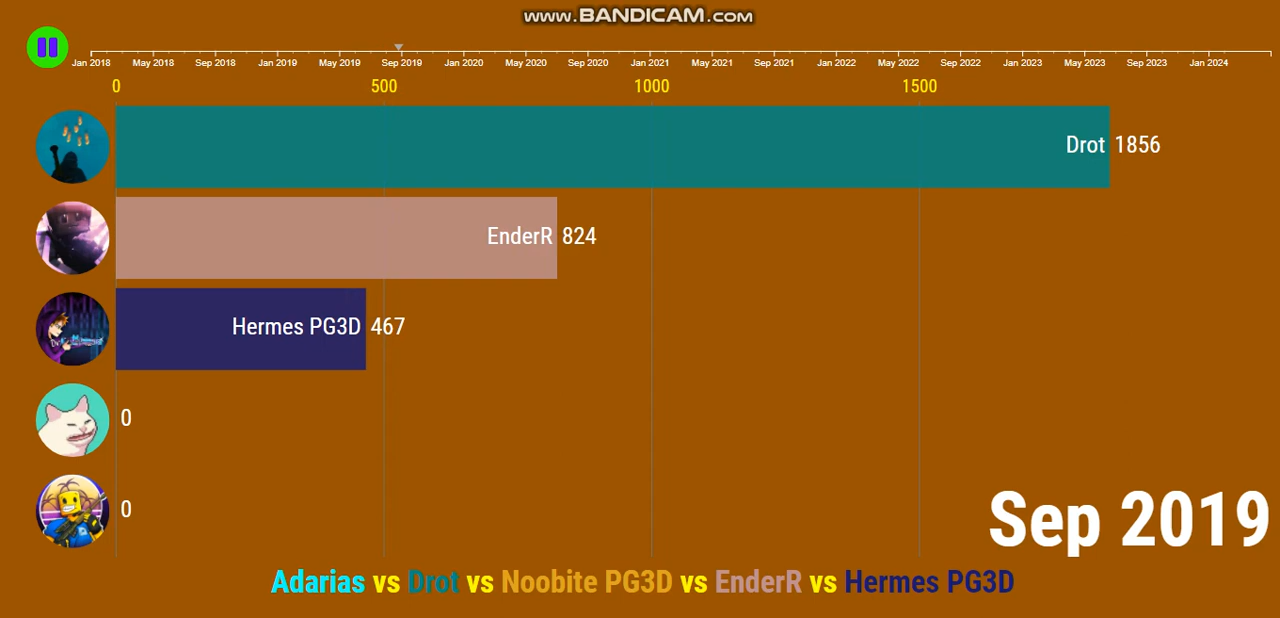 www.BANDICAM.com
Jan 2018 May 2018 Sep 2018 Jan 2019 May 2019 Sep 2019 Jan 2020 May 2020 Sep 2020 Jan 2021 May 2021 Sep 2021 Jan 2022 May 2022 Sep 2022 Jan 2023 May 2023 Sep 2023 Jan 2024
0 500 1000 1500
Drot 1856
EnderR 824
Hermes PG3D 467
0
0
Sep 2019
Adarias vs Drot vs Noobite PG3D vs EnderR vs Hermes PG3D